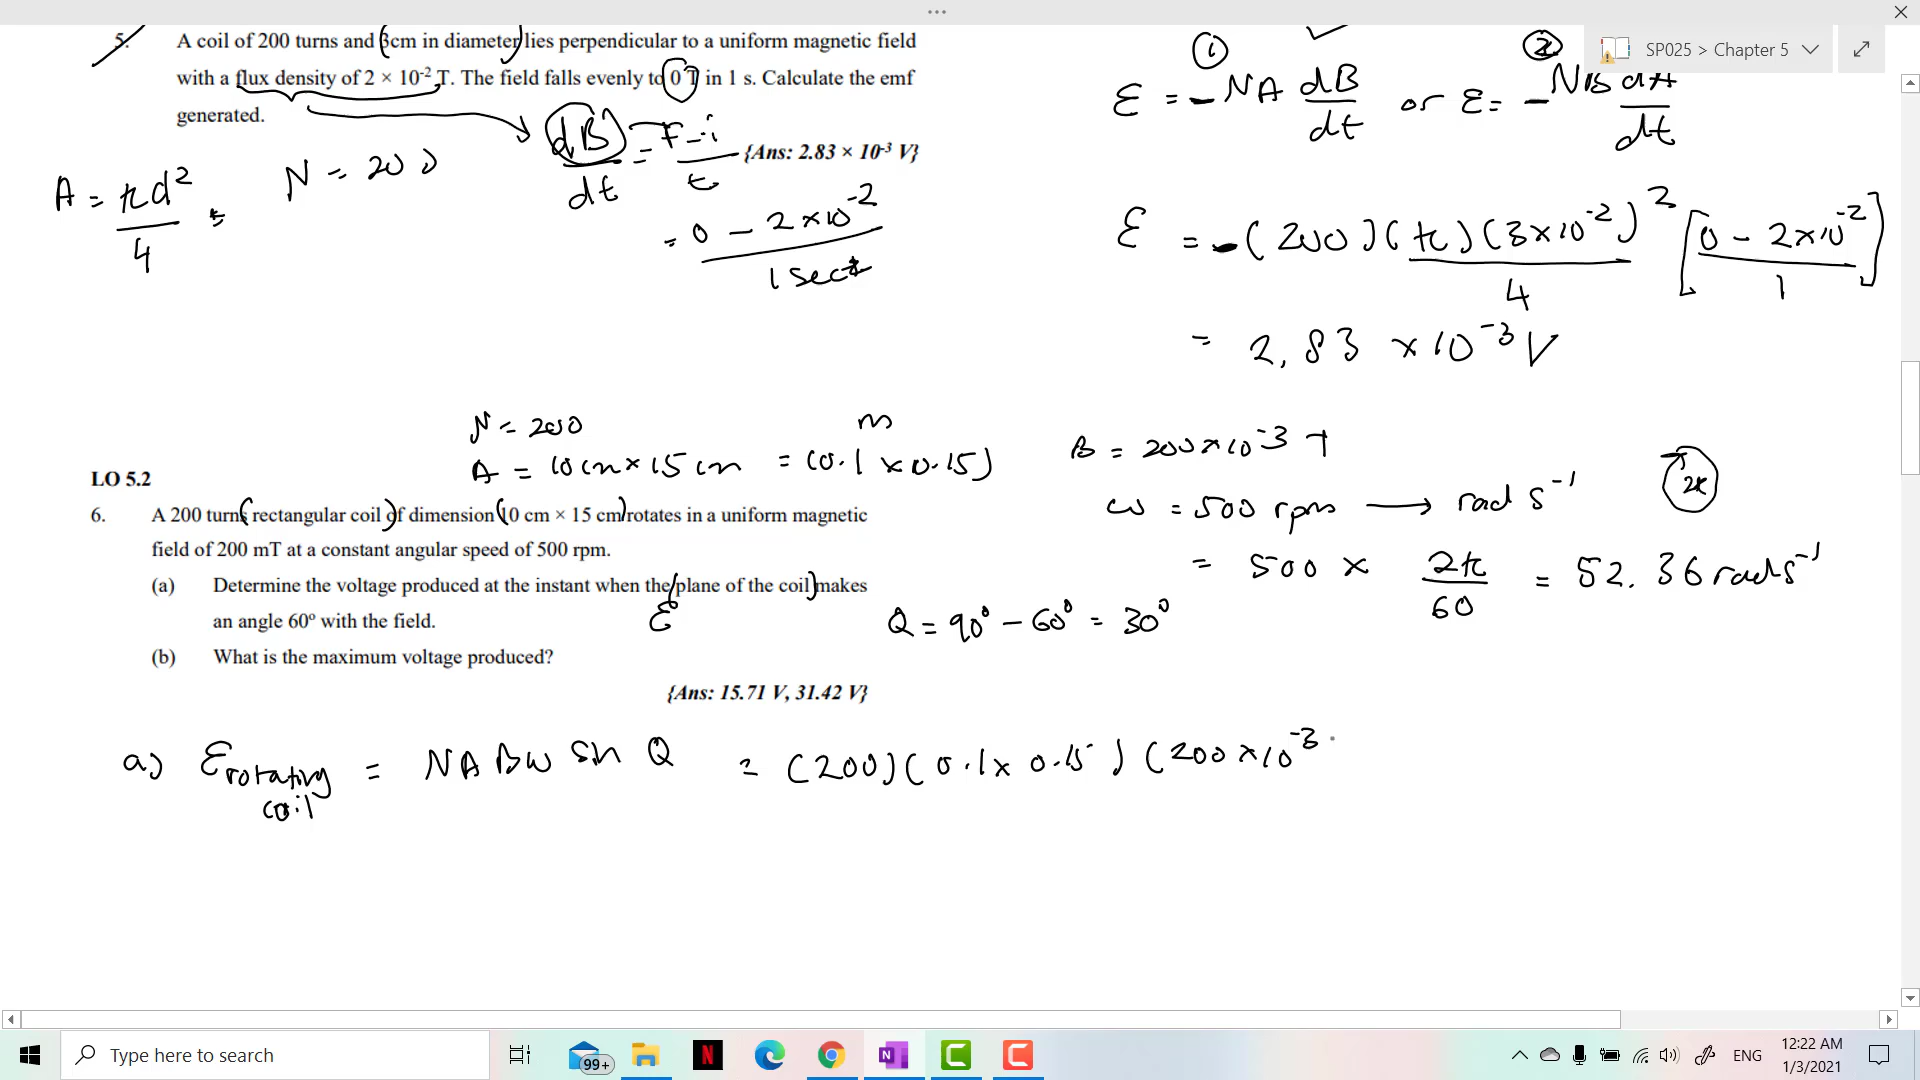 5. A coil of 200 turns and 3cm in diameter lies perpendicular to a uniform magnetic field
with a flux density of 2 × 10⁻² T. The field falls evenly to 0 T in 1 s. Calculate the emf
generated.
{Ans: 2.83 × 10⁻³ V}
A = πd²/4 =
N = 200
dB/dt = F-i/t
= 0 - 2×10⁻² / 1 sec
① ②
SP025 > Chapter 5
ε = -NA dB/dt or ε = -NB dA/dt
ε = -(200)(π)(3×10⁻²)²/4 [0 - 2×10⁻² / 1]
= 2.83 ×10⁻³ V
N = 200
A = 10cm×15cm = (0.1 ×0.15) m
B = 200×10⁻³ T
ω = 500 rpm → rad s⁻¹
2π
= 500 × 2π/60 = 52.36 rad s⁻¹
LO 5.2
6. A 200 turns rectangular coil of dimension 10 cm × 15 cm rotates in a uniform magnetic
field of 200 mT at a constant angular speed of 500 rpm.
(a) Determine the voltage produced at the instant when the plane of the coil makes
an angle 60º with the field.
ε
Q = 90° - 60° = 30°
(b) What is the maximum voltage produced?
{Ans: 15.71 V, 31.42 V}
a) ε rotating coil = NABω sin Q = (200)(0.1× 0.15)(200×10⁻³
Type here to search
99+
N
ENG
12:22 AM
1/3/2021